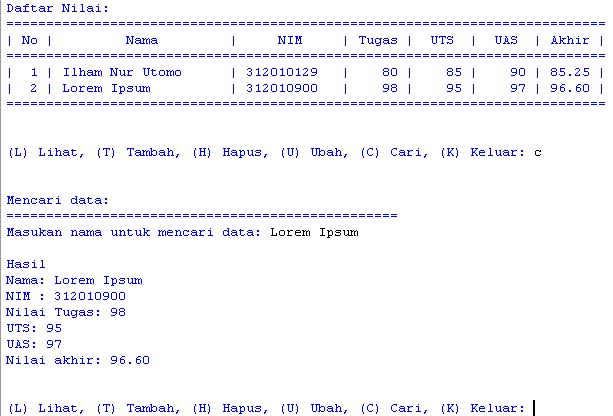 Daftar Nilai:
===========================================================================
| No |         Nama         |     NIM     | Tugas |  UTS  |  UAS  | Akhir |
===========================================================================
|  1 | Ilham Nur Utomo      | 312010129   |    80 |    85 |    90 | 85.25 |
|  2 | Lorem Ipsum          | 312010900   |    98 |    95 |    97 | 96.60 |
===========================================================================
(L) Lihat, (T) Tambah, (H) Hapus, (U) Ubah, (C) Cari, (K) Keluar: c
Mencari data:
=================================================
Masukan nama untuk mencari data: Lorem Ipsum
Hasil
Nama: Lorem Ipsum
NIM : 312010900
Nilai Tugas: 98
UTS: 95
UAS: 97
Nilai akhir: 96.60
(L) Lihat, (T) Tambah, (H) Hapus, (U) Ubah, (C) Cari, (K) Keluar: